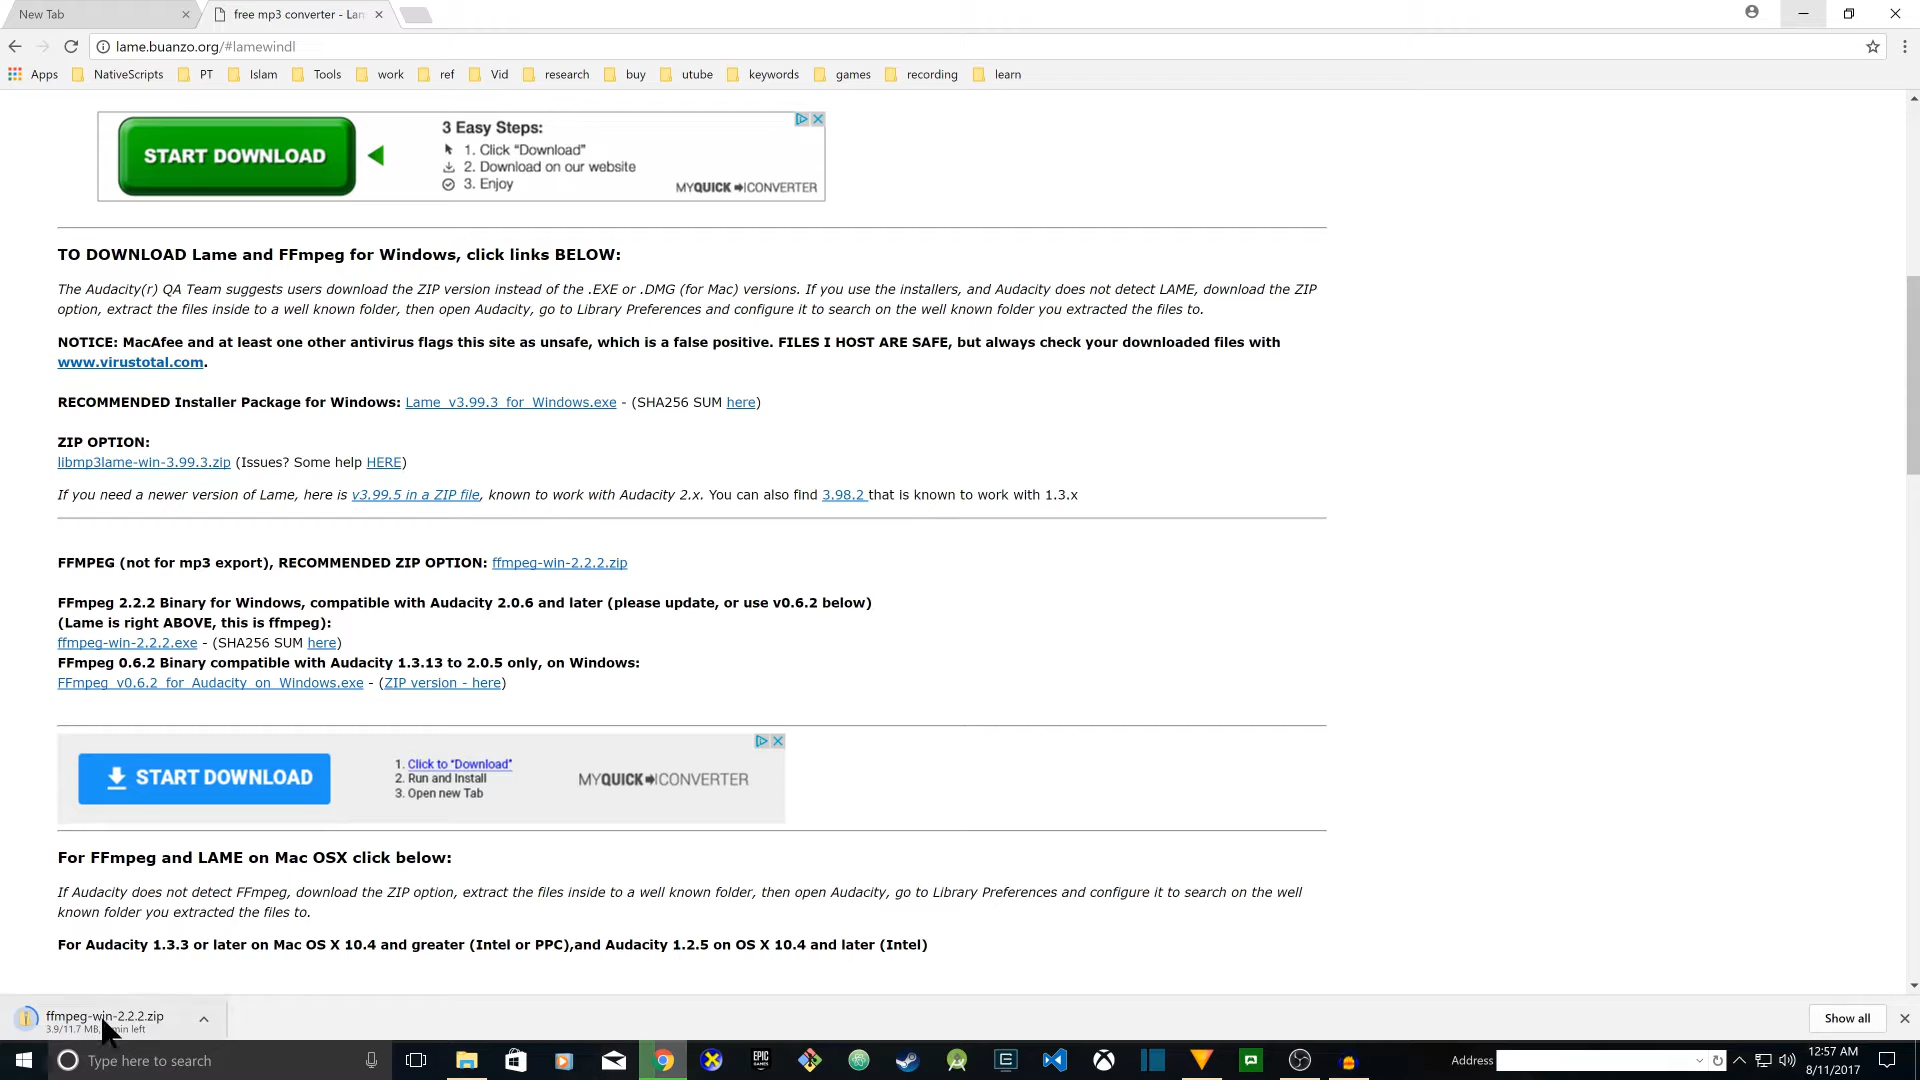 New Tab
free mp3 converter - Lan
lame.buanzo.org/#lamewindl
Apps NativeScripts PT Islam Tools work ref Vid research buy utube keywords games recording learn
START DOWNLOAD
3 Easy Steps:
1. Click “Download”
2. Download on our website
3. Enjoy
MYQUICK CONVERTER
TO DOWNLOAD Lame and FFmpeg for Windows, click links BELOW:
The Audacity(r) QA Team suggests users download the ZIP version instead of the .EXE or .DMG (for Mac) versions. If you use the installers, and Audacity does not detect LAME, download the ZIP
option, extract the files inside to a well known folder, then open Audacity, go to Library Preferences and configure it to search on the well known folder you extracted the files to.
NOTICE: MacAfee and at least one other antivirus flags this site as unsafe, which is a false positive. FILES I HOST ARE SAFE, but always check your downloaded files with
www.virustotal.com.
RECOMMENDED Installer Package for Windows: Lame_v3.99.3_for_Windows.exe - (SHA256 SUM here)
ZIP OPTION:
libmp3lame-win-3.99.3.zip (Issues? Some help HERE)
If you need a newer version of Lame, here is v3.99.5 in a ZIP file, known to work with Audacity 2.x. You can also find 3.98.2 that is known to work with 1.3.x
FFMPEG (not for mp3 export), RECOMMENDED ZIP OPTION: ffmpeg-win-2.2.2.zip
FFmpeg 2.2.2 Binary for Windows, compatible with Audacity 2.0.6 and later (please update, or use v0.6.2 below)
(Lame is right ABOVE, this is ffmpeg):
ffmpeg-win-2.2.2.exe - (SHA256 SUM here)
FFmpeg 0.6.2 Binary compatible with Audacity 1.3.13 to 2.0.5 only, on Windows:
FFmpeg_v0.6.2_for_Audacity_on_Windows.exe - (ZIP version - here)
START DOWNLOAD
1. Click to “Download”
2. Run and Install
3. Open new Tab
MYQUICK CONVERTER
For FFmpeg and LAME on Mac OSX click below:
If Audacity does not detect FFmpeg, download the ZIP option, extract the files inside to a well known folder, then open Audacity, go to Library Preferences and configure it to search on the well
known folder you extracted the files to.
For Audacity 1.3.3 or later on Mac OS X 10.4 and greater (Intel or PPC),and Audacity 1.2.5 on OS X 10.4 and later (Intel)
ffmpeg-win-2.2.2.zip
3.9/11.7 MB, min left
Show all
Type here to search
EPIC GAMES
Address
12:57 AM
8/11/2017